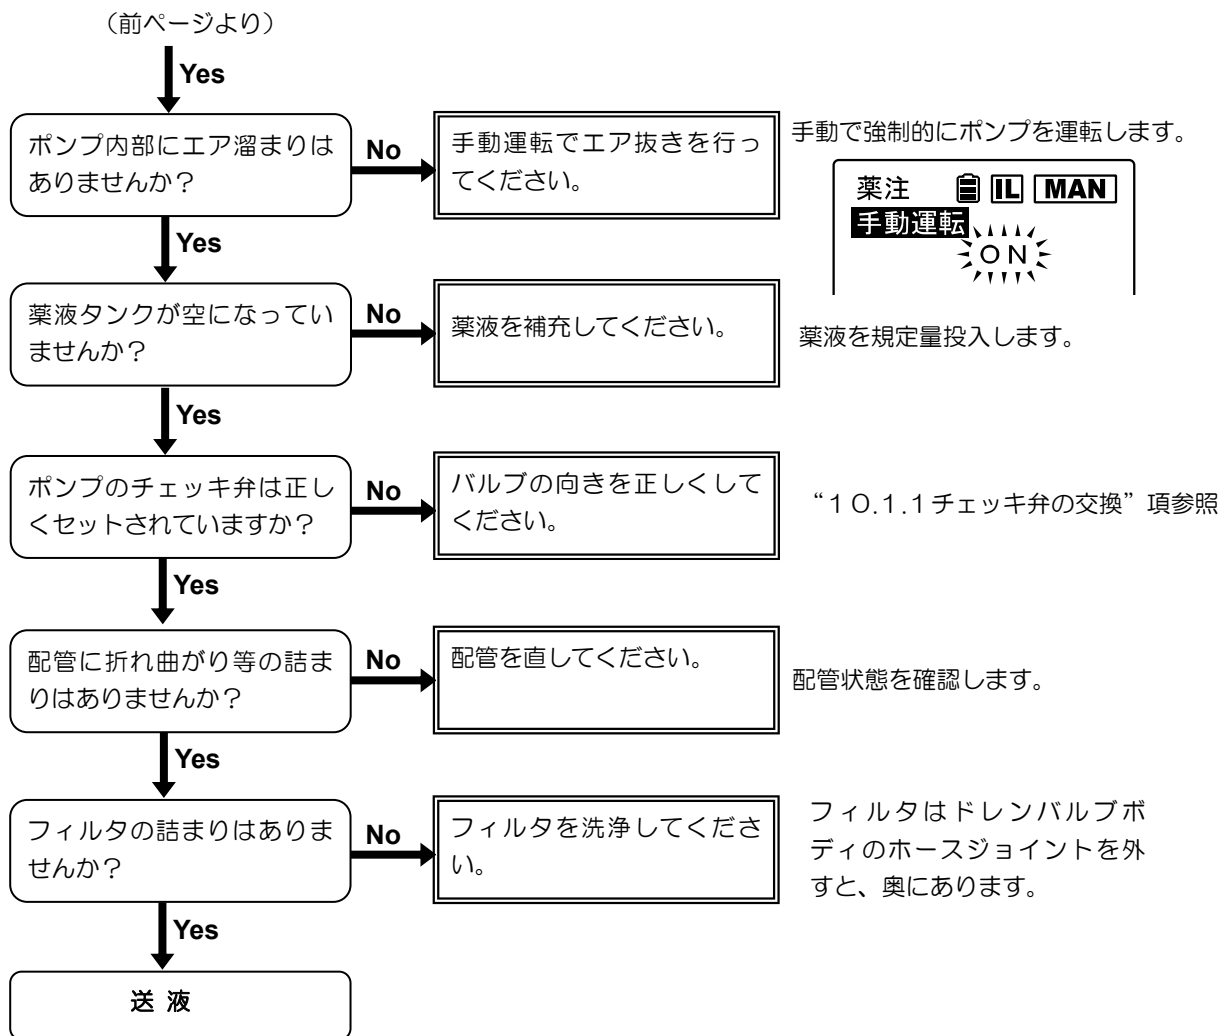 （前ページより）
Yes
ポンプ内部にエア溜まりは
ありませんか？
No
手動運転でエア抜きを行っ
てください。
手動で強制的にポンプを運転します。
薬注 IL MAN
手動運転
ON
Yes
薬液タンクが空になってい
ませんか？
No
薬液を補充してください。
薬液を規定量投入します。
Yes
ポンプのチェッキ弁は正し
くセットされていますか？
No
バルブの向きを正しくして
ください。
“１０.１.１チェッキ弁の交換”項参照
Yes
配管に折れ曲がり等の詰ま
りはありませんか？
No
配管を直してください。
配管状態を確認します。
Yes
フィルタの詰まりはありま
せんか？
No
フィルタを洗浄してくださ
い。
フィルタはドレンバルブボ
ディのホースジョイントを外
すと、奥にあります。
Yes
送 液